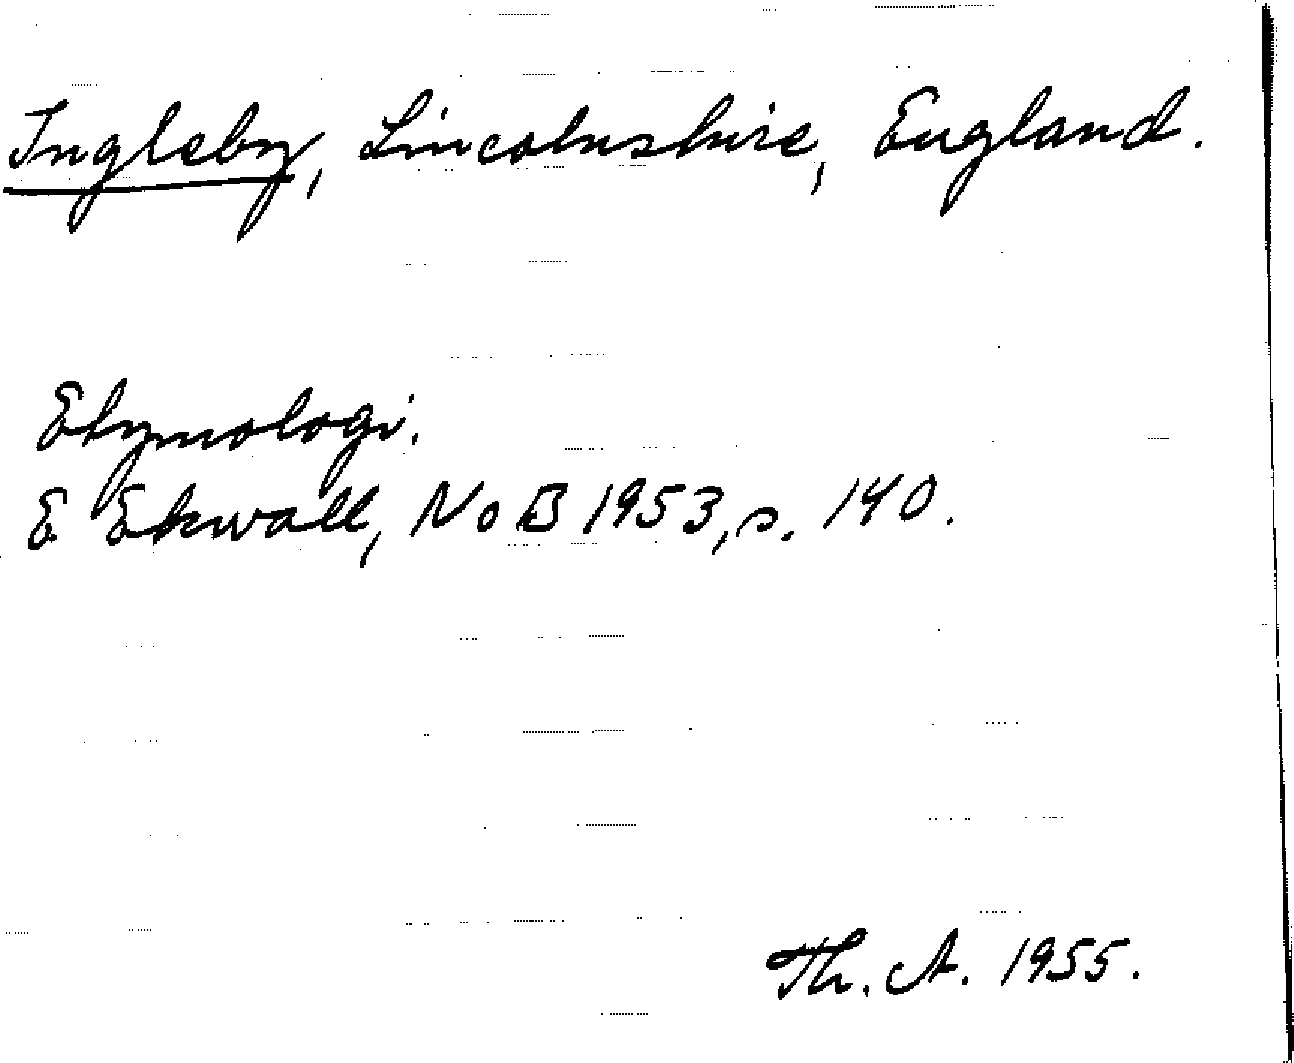 Ingleby, Lincolnshire, England.
Etymologi.
E Ekwall, NoB 1953, s. 140.
Th. A. 1955.